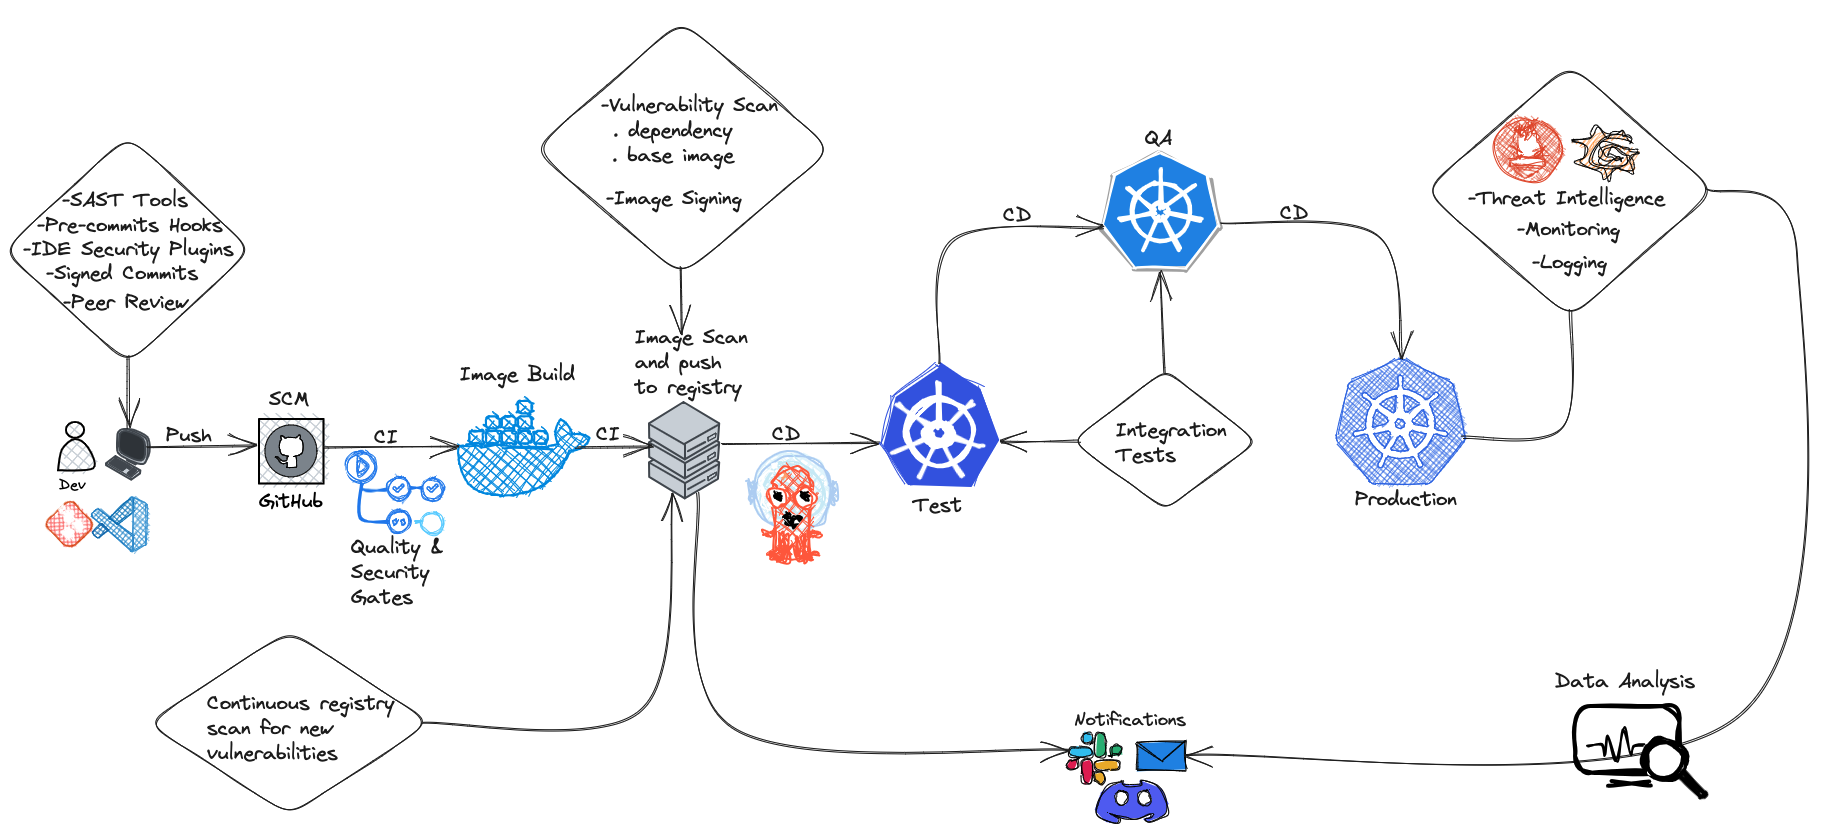 -SAST Tools
-Pre-commits Hooks
-IDE Security Plugins
-Signed Commits
-Peer Review
Dev
Push
SCM
GitHub
CI
Quality &
Security
Gates
Image Build
CI
-Vulnerability Scan
. dependency
. base image
-Image Signing
Image Scan
and push
to registry
Continuous registry
scan for new
vulnerabilities
CD
Test
CD
QA
Integration
Tests
CD
Production
-Threat Intelligence
-Monitoring
-Logging
Data Analysis
Notifications